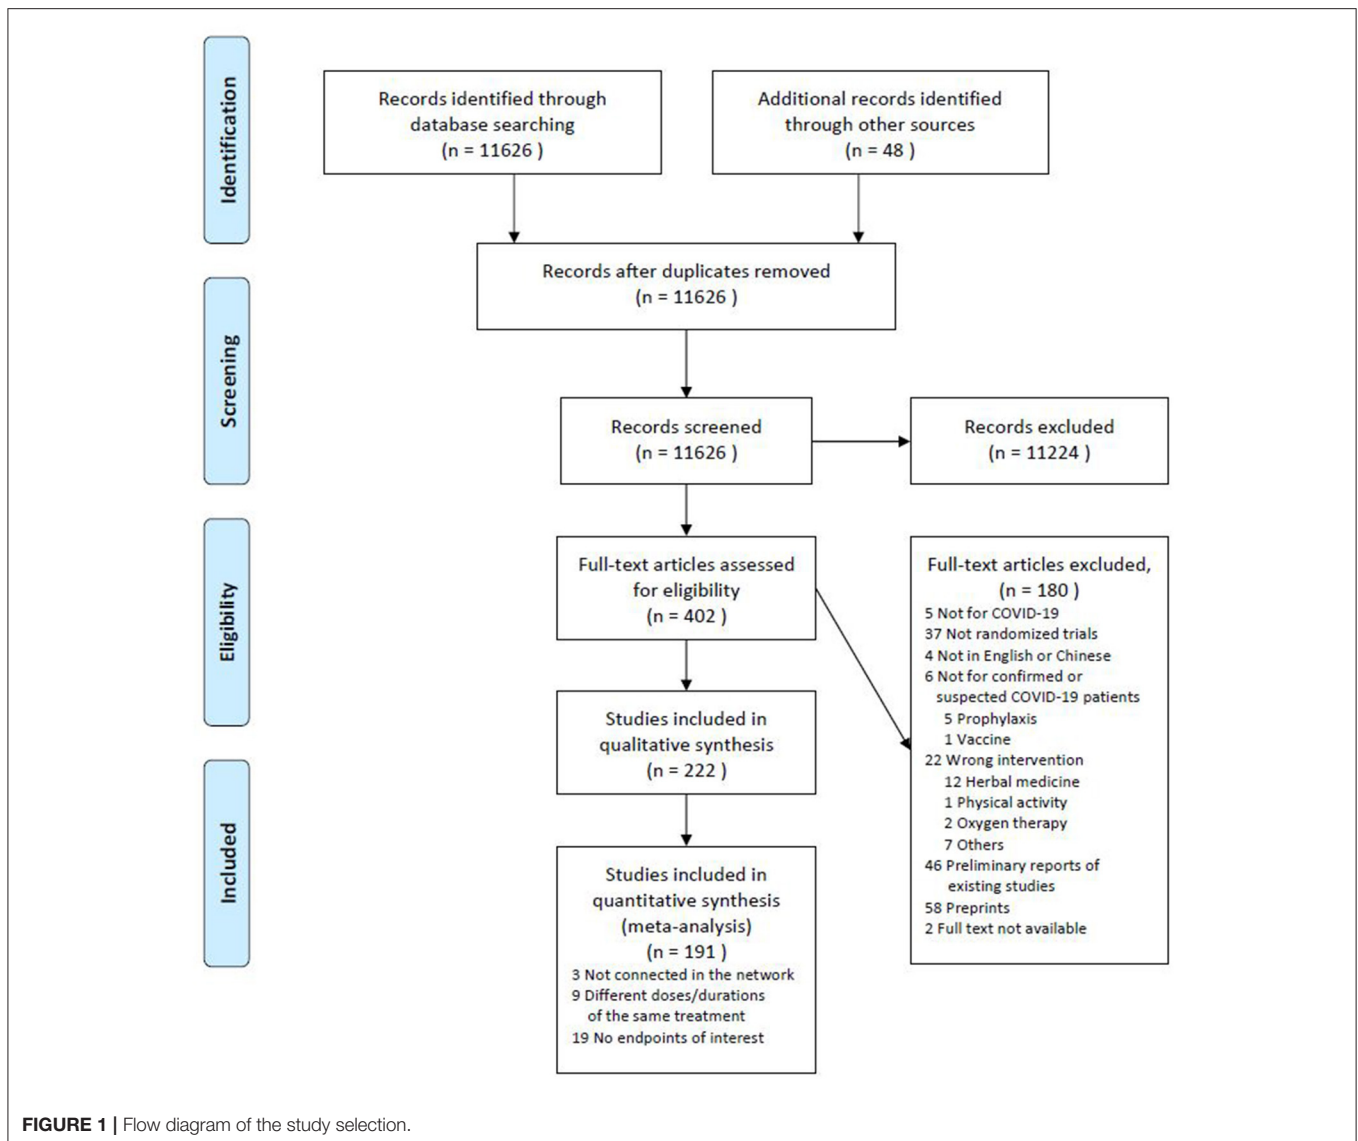 Identification
Records identified through
database searching
(n = 11626 )
Additional records identified
through other sources
(n = 48 )
Records after duplicates removed
(n = 11626 )
Screening
Records screened
(n = 11626 )
Records excluded
(n = 11224 )
Eligibility
Full-text articles assessed
for eligibility
(n = 402 )
Full-text articles excluded,
(n = 180 )
5 Not for COVID-19
37 Not randomized trials
4 Not in English or Chinese
6 Not for confirmed or
suspected COVID-19 patients
5 Prophylaxis
1 Vaccine
22 Wrong intervention
12 Herbal medicine
1 Physical activity
2 Oxygen therapy
7 Others
46 Preliminary reports of
existing studies
58 Preprints
2 Full text not available
Studies included in
qualitative synthesis
(n = 222 )
Included
Studies included in
quantitative synthesis
(meta-analysis)
(n = 191 )
3 Not connected in the network
9 Different doses/durations
of the same treatment
19 No endpoints of interest
FIGURE 1 | Flow diagram of the study selection.